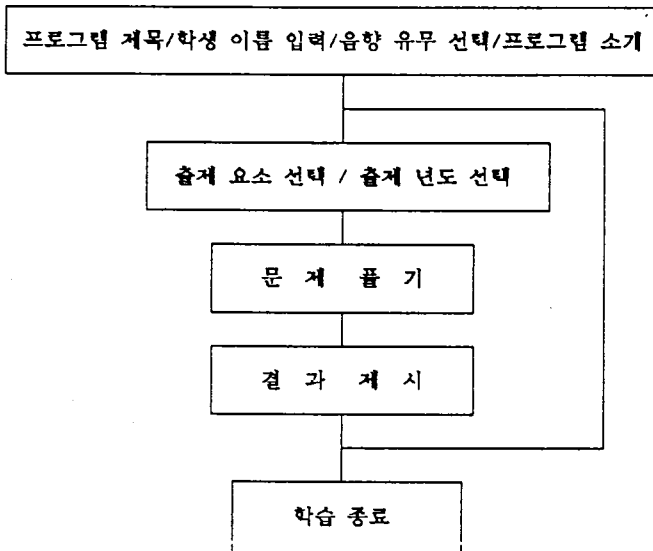 프로그램 제목/학생 이름 입력/음향 유무 선택/프로그램 소개
출제 요소 선택 / 출제 년도 선택
문 제 풀 기
결 과 제 시
학습 종료